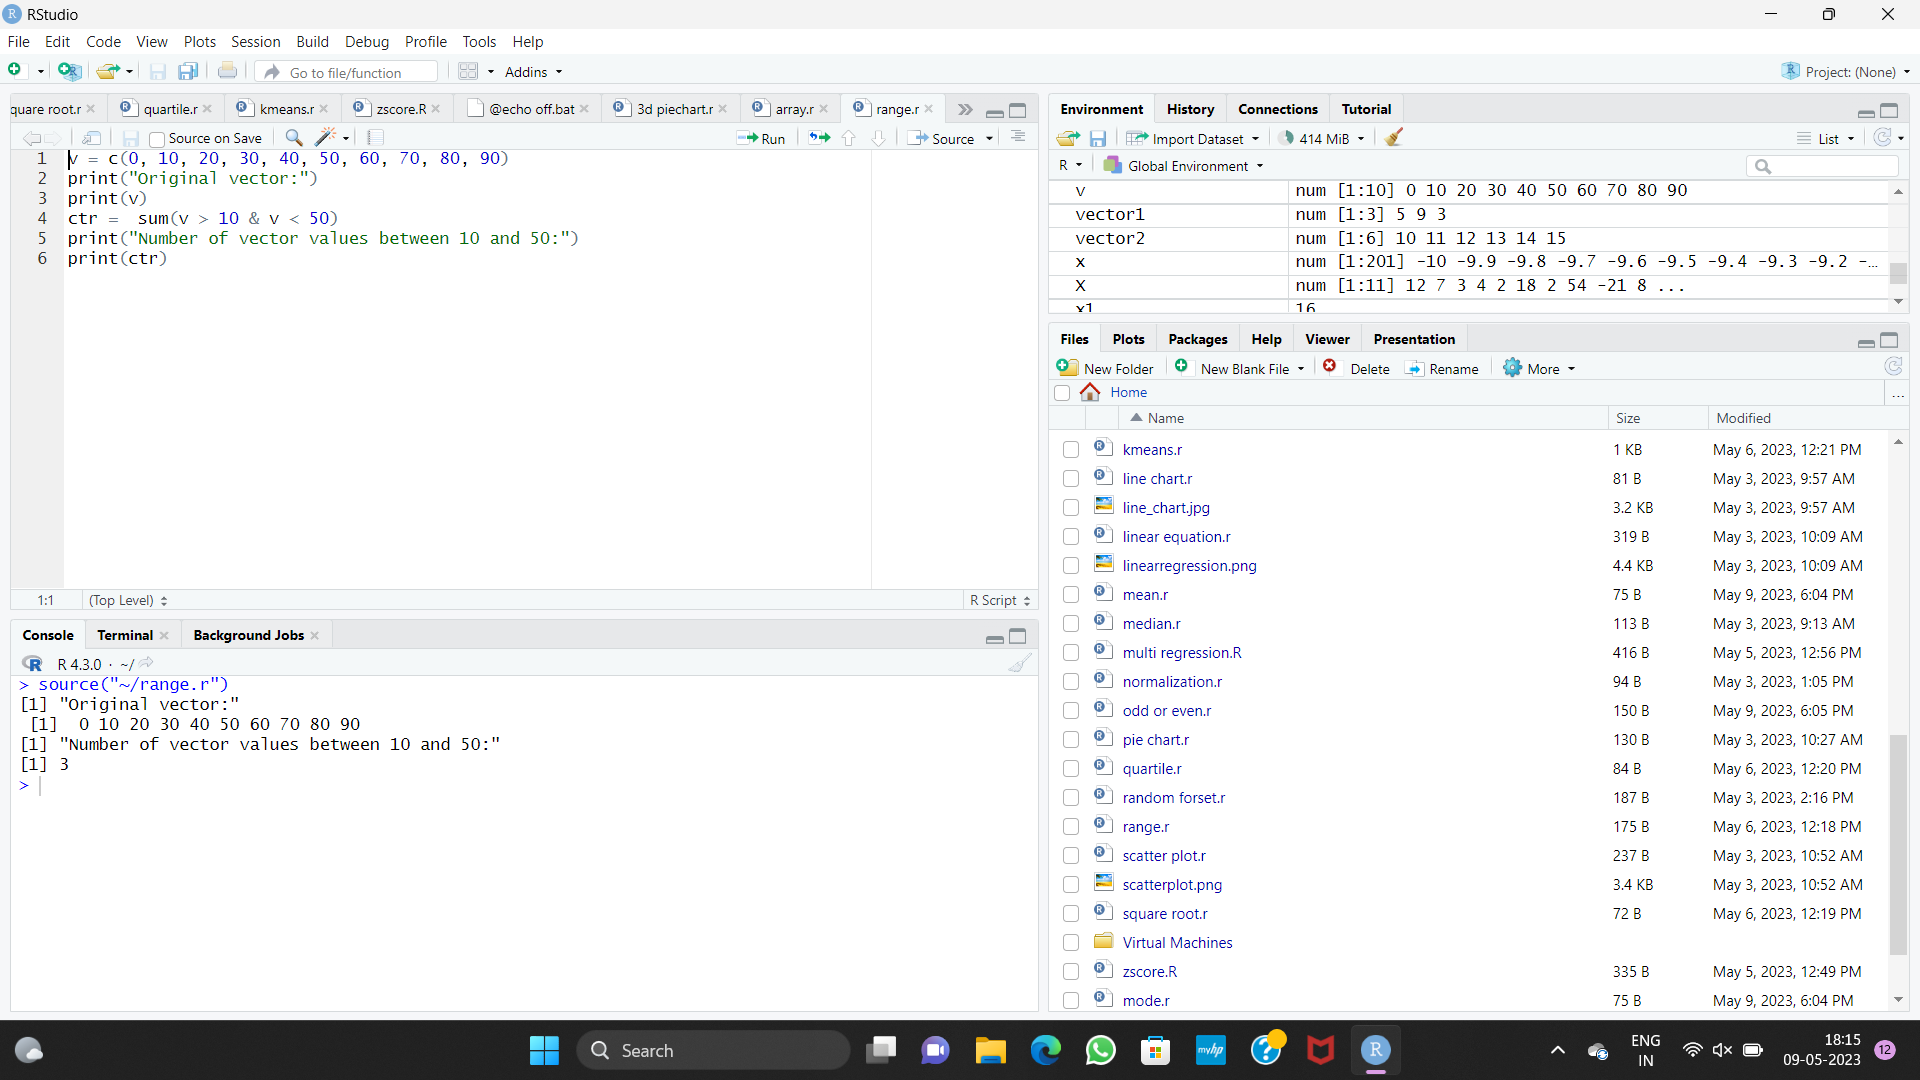 RStudio
File Edit Code View Plots Session Build Debug Profile Tools Help
Go to file/function Addins Project: (None)
quare root.r quartile.r kmeans.r zscore.R @echo off.bat 3d piechart.r array.r range.r
Source on Save Run Source
1 v = c(0, 10, 20, 30, 40, 50, 60, 70, 80, 90)
2 print("Original vector:")
3 print(v)
4 ctr =  sum(v > 10 & v < 50)
5 print("Number of vector values between 10 and 50:")
6 print(ctr)
1:1 (Top Level) R Script
Console Terminal Background Jobs
R 4.3.0 · ~/
> source("~/range.r")
[1] "Original vector:"
 [1]  0 10 20 30 40 50 60 70 80 90
[1] "Number of vector values between 10 and 50:"
[1] 3
>
Environment History Connections Tutorial
Import Dataset 414 MiB List
R Global Environment
v num [1:10] 0 10 20 30 40 50 60 70 80 90
vector1 num [1:3] 5 9 3
vector2 num [1:6] 10 11 12 13 14 15
x num [1:201] -10 -9.9 -9.8 -9.7 -9.6 -9.5 -9.4 -9.3 -9.2 -…
X num [1:11] 12 7 3 4 2 18 2 54 -21 8 ...
x1 16
Files Plots Packages Help Viewer Presentation
New Folder New Blank File Delete Rename More
Home ...
Name Size Modified
kmeans.r 1 KB May 6, 2023, 12:21 PM
line chart.r 81 B May 3, 2023, 9:57 AM
line_chart.jpg 3.2 KB May 3, 2023, 9:57 AM
linear equation.r 319 B May 3, 2023, 10:09 AM
linearregression.png 4.4 KB May 3, 2023, 10:09 AM
mean.r 75 B May 9, 2023, 6:04 PM
median.r 113 B May 3, 2023, 9:13 AM
multi regression.R 416 B May 5, 2023, 12:56 PM
normalization.r 94 B May 3, 2023, 1:05 PM
odd or even.r 150 B May 9, 2023, 6:05 PM
pie chart.r 130 B May 3, 2023, 10:27 AM
quartile.r 84 B May 6, 2023, 12:20 PM
random forset.r 187 B May 3, 2023, 2:16 PM
range.r 175 B May 6, 2023, 12:18 PM
scatter plot.r 237 B May 3, 2023, 10:52 AM
scatterplot.png 3.4 KB May 3, 2023, 10:52 AM
square root.r 72 B May 6, 2023, 12:19 PM
Virtual Machines
zscore.R 335 B May 5, 2023, 12:49 PM
mode.r 75 B May 9, 2023, 6:04 PM
Search myhp R ENG 18:15 12
IN 09-05-2023